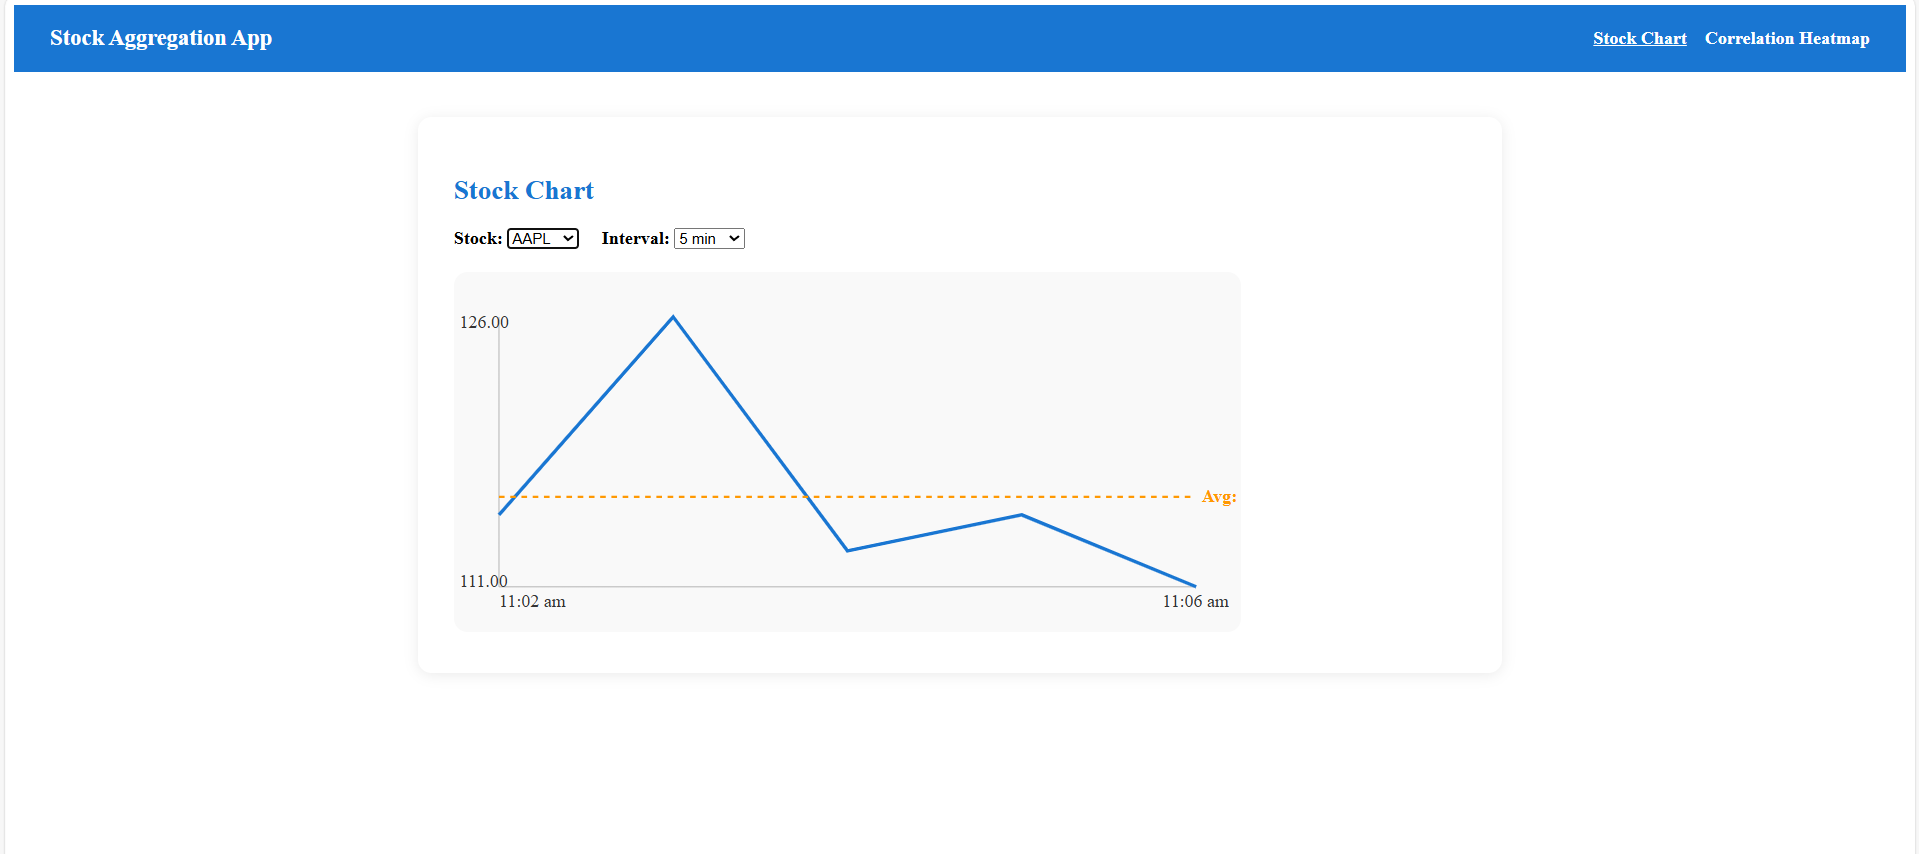 Stock Aggregation App
Stock Chart Correlation Heatmap
Stock Chart
Stock: AAPL Interval: 5 min
126.00
Avg:
111.00
11:02 am 11:06 am